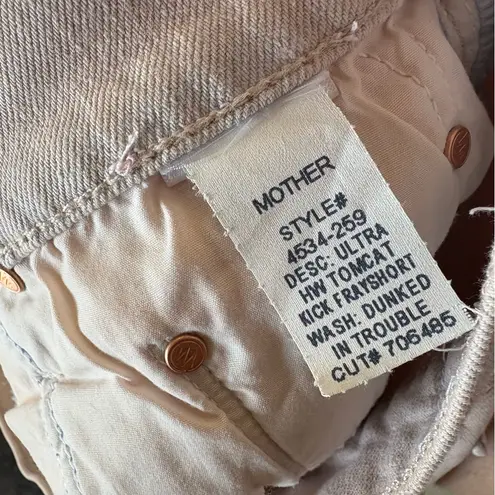 MOTHER
STYLE#
4534-259
DESC: ULTRA
HW TOMCAT
KICK FRAYSHORT
WASH: DUNKED
IN TROUBLE
CUT# 706485